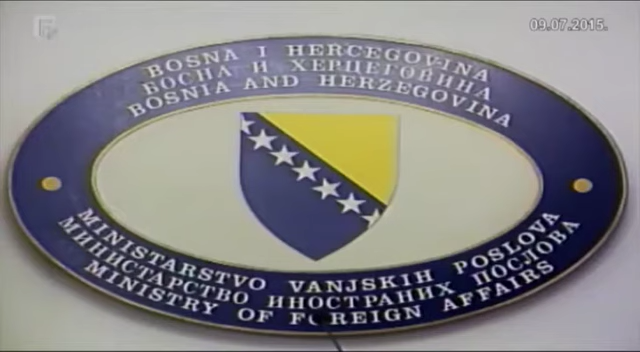 09.07.2015.
BOSNA I HERCEGOVINA
БОСНА И ХЕРЦЕГОВИНА
BOSNIA AND HERZEGOVINA
MINISTARSTVO VANJSKIH POSLOVA
МИНИСТАРСТВО ИНОСТРАНИХ ПОСЛОВА
MINISTRY OF FOREIGN AFFAIRS